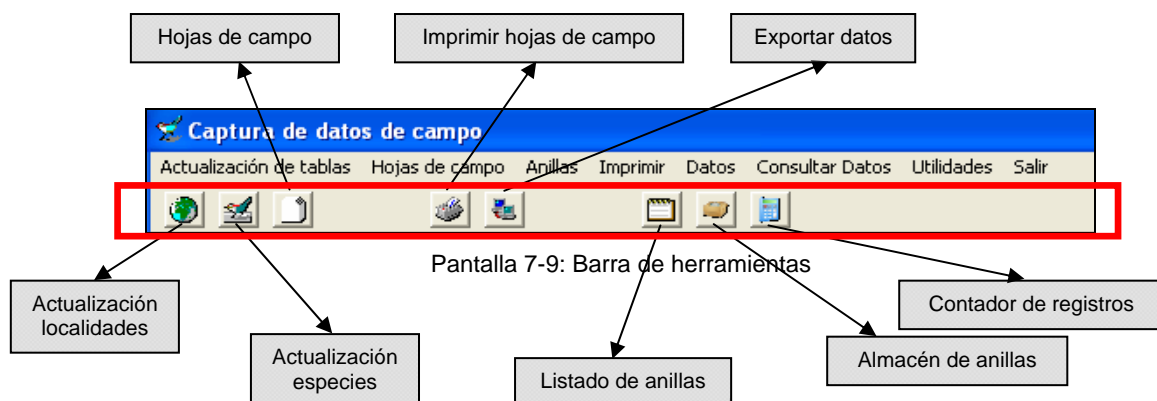 Hojas de campo
Imprimir hojas de campo
Exportar datos
Captura de datos de campo
Actualización de tablas Hojas de campo Anillas Imprimir Datos Consultar Datos Utilidades Salir
Pantalla 7-9: Barra de herramientas
Actualización
localidades
Contador de registros
Actualización
especies
Almacén de anillas
Listado de anillas